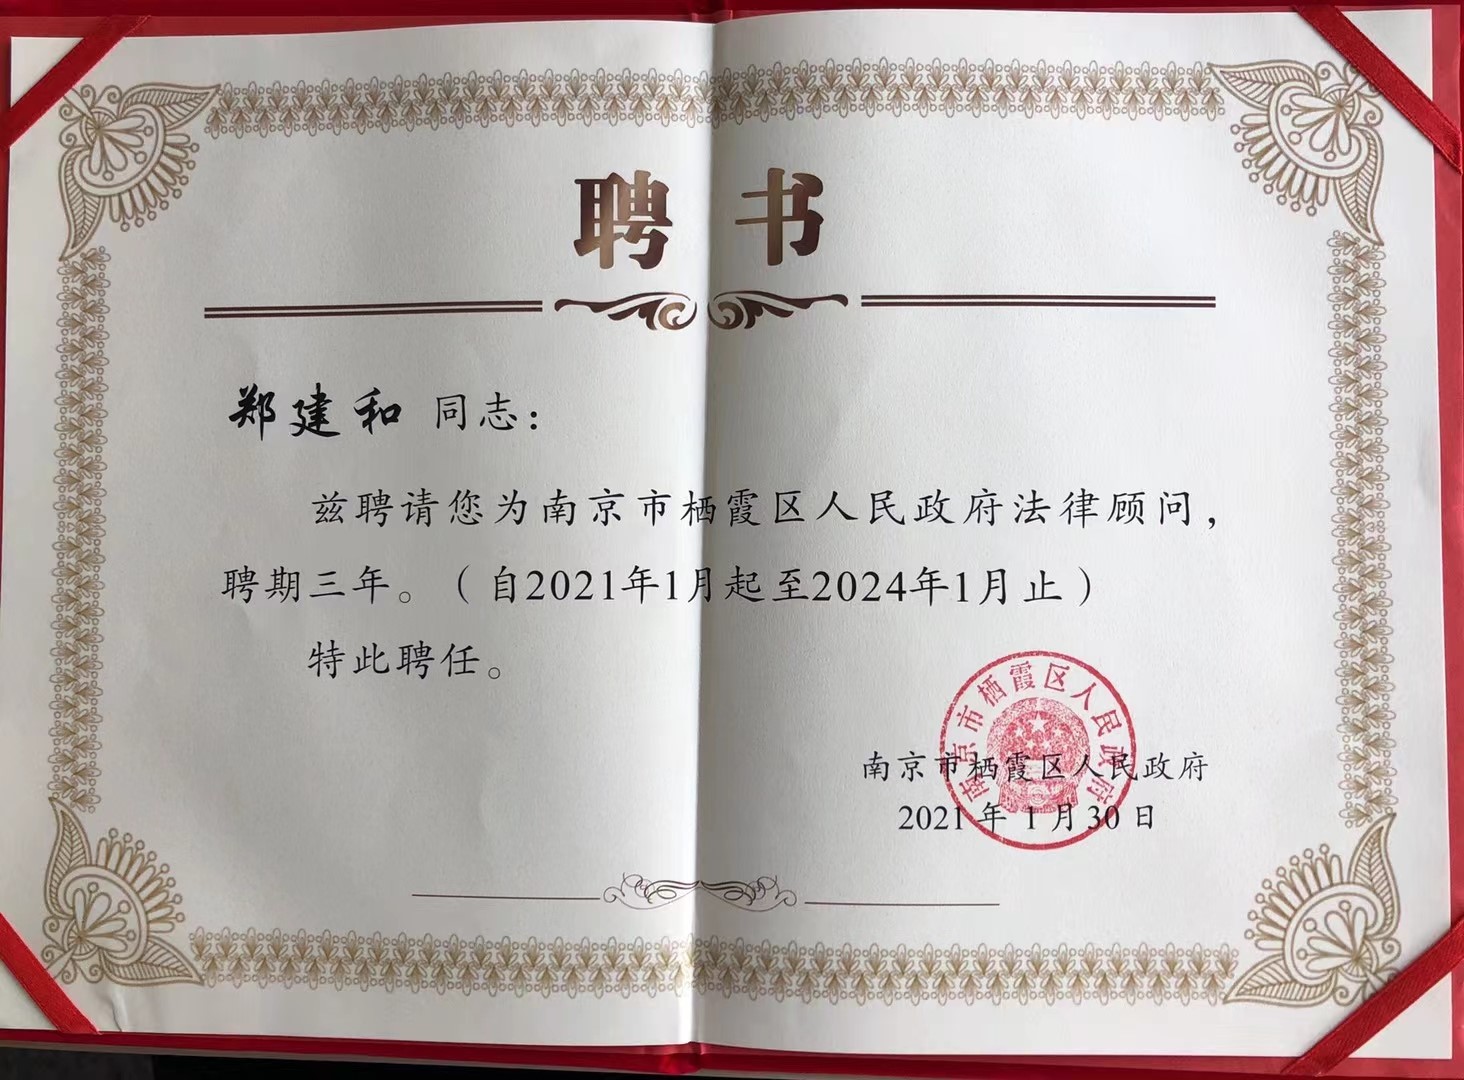 聘书
郑建和 同志：
兹聘请您为南京市栖霞区人民政府法律顾问，
聘期三年。（自2021年1月起至2024年1月止）
特此聘任。
南京市栖霞区人民政府
南京市栖霞区人民政府
2021年1月30日